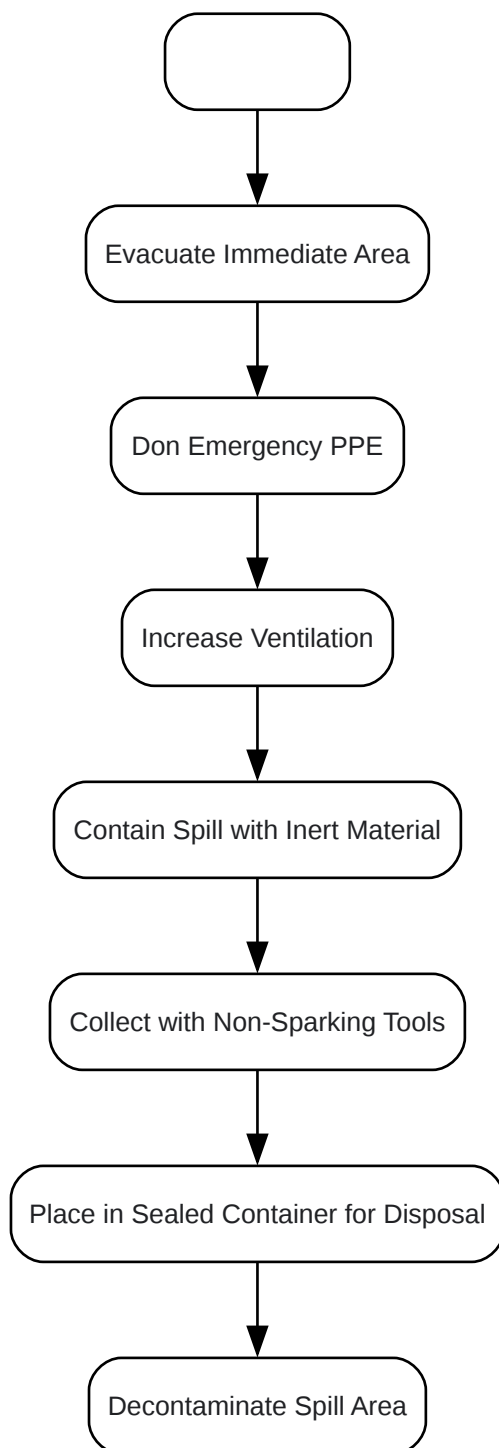 Evacuate Immediate Area
Don Emergency PPE
Increase Ventilation
Contain Spill with Inert Material
Collect with Non-Sparking Tools
Place in Sealed Container for Disposal
Decontaminate Spill Area